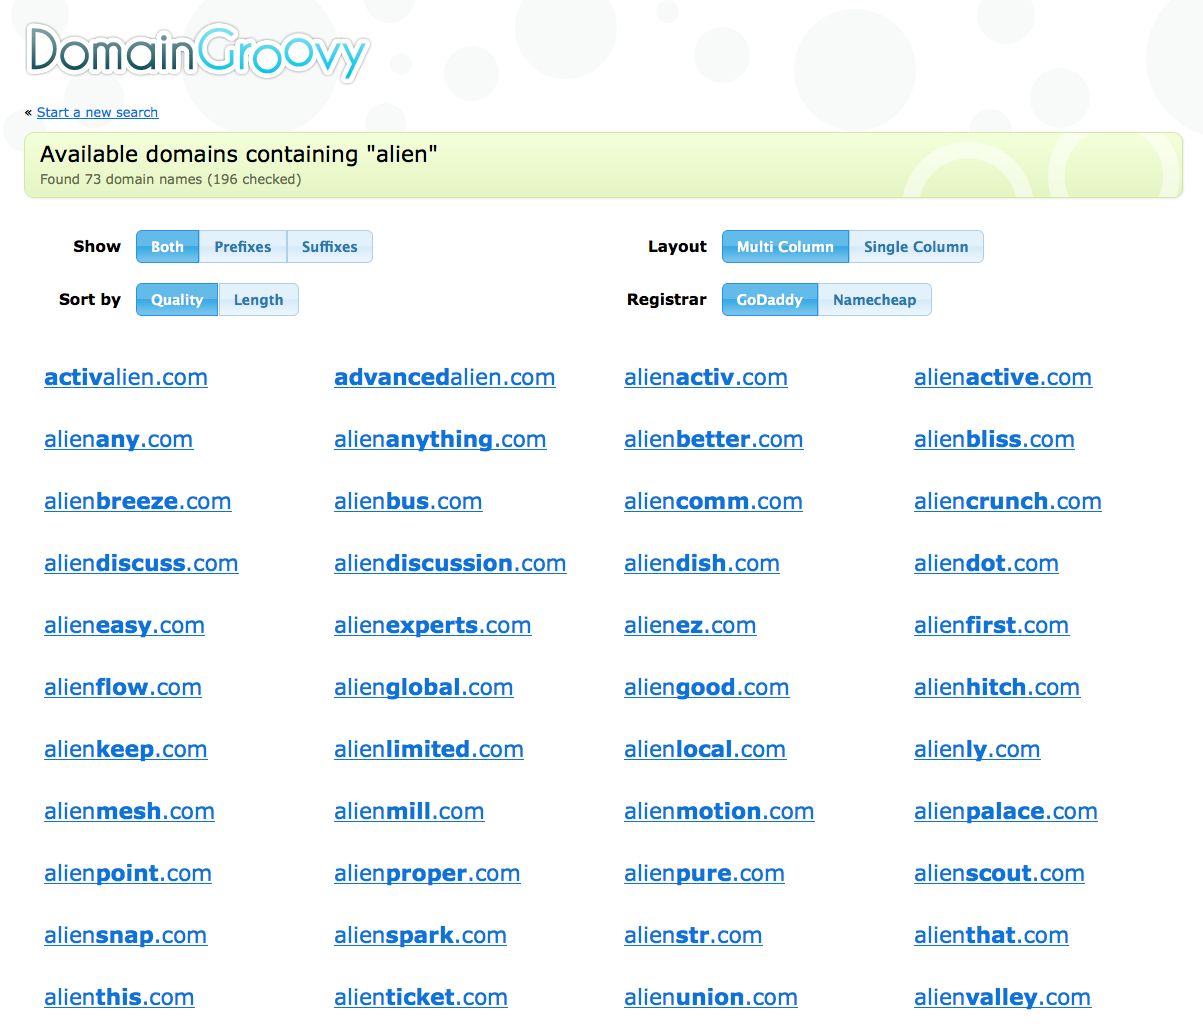 DomainGroovy
« Start a new search
Available domains containing "alien"
Found 73 domain names (196 checked)
Show Both Prefixes Suffixes Layout Multi Column Single Column
Sort by Quality Length Registrar GoDaddy Namecheap
activalien.com advancedalien.com alienactiv.com alienactive.com
alienany.com alienanything.com alienbetter.com alienbliss.com
alienbreeze.com alienbus.com aliencomm.com aliencrunch.com
aliendiscuss.com aliendiscussion.com aliendish.com aliendot.com
alieneasy.com alienexperts.com alienez.com alienfirst.com
alienflow.com alienglobal.com aliengood.com alienhitch.com
alienkeep.com alienlimited.com alienlocal.com alienly.com
alienmesh.com alienmill.com alienmotion.com alienpalace.com
alienpoint.com alienproper.com alienpure.com alienscout.com
aliensnap.com alienspark.com alienstr.com alienthat.com
alienthis.com alienticket.com alienunion.com alienvalley.com